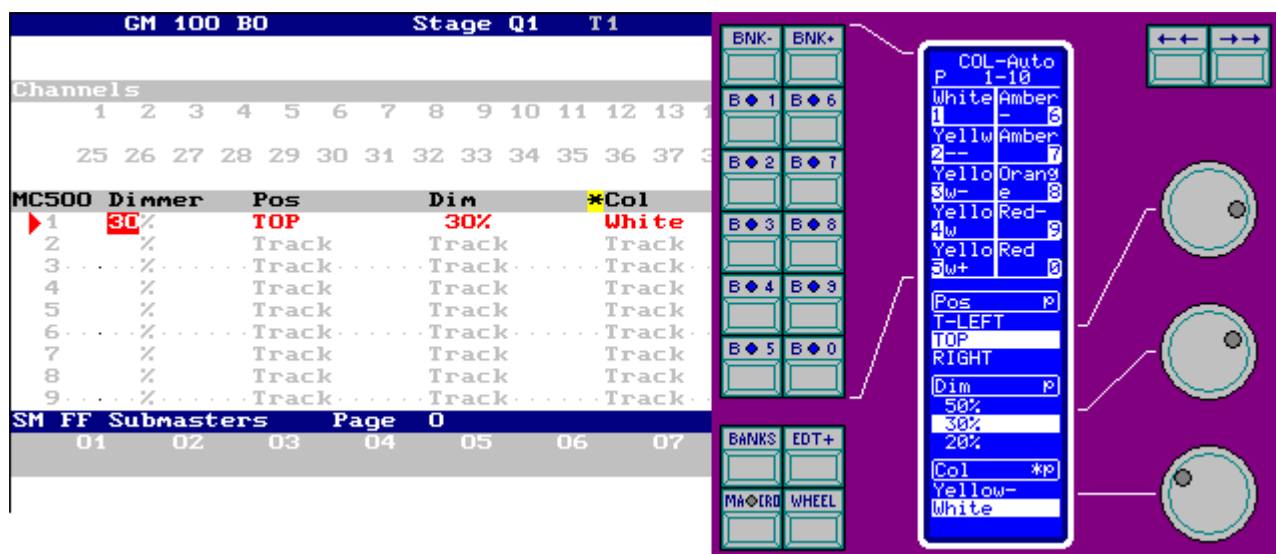 GM 100 BO Stage Q1 T1
Channels
1 2 3 4 5 6 7 8 9 10 11 12 13
25 26 27 28 29 30 31 32 33 34 35 36 37
MC500 Dimmer Pos Dim *Col
1 30% TOP 30% White
2 % Track Track Track
3 % Track Track Track
4 % Track Track Track
5 % Track Track Track
6 % Track Track Track
7 % Track Track Track
8 % Track Track Track
9 % Track Track Track
SM FF Submasters Page 0
01 02 03 04 05 06 07
BNK- BNK+
B 1 B 6
B 2 B 7
B 3 B 8
B 4 B 9
B 5 B 0
BANKS EDT+
MACRO WHEEL
COL-Auto
P 1-10
White Amber
1 - 6
Yellw Amber
2-- 7
Yello Orang
3w- e 8
Yello Red-
4w 9
Yello Red
5w+ 0
Pos P
T-LEFT
TOP
RIGHT
Dim P
50%
30%
20%
Col *P
Yellow-
White
←← →→